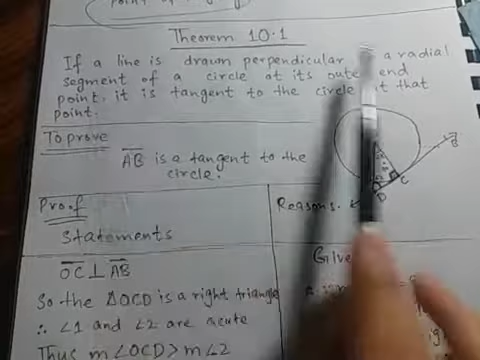 Theorem 10.1
If a line is drawn perpendicular a radial
segment of a circle at its outer end
point, it is tangent to the circle at that
point.
To prove
AB is a tangent to the
circle.
B
C
D
Proof
Statements
Reasons.
OC ⊥ AB
Given
So the ΔOCD is a right triangle
∴ ∠1 and ∠2 are acute
Thus m∠OCD > m∠2